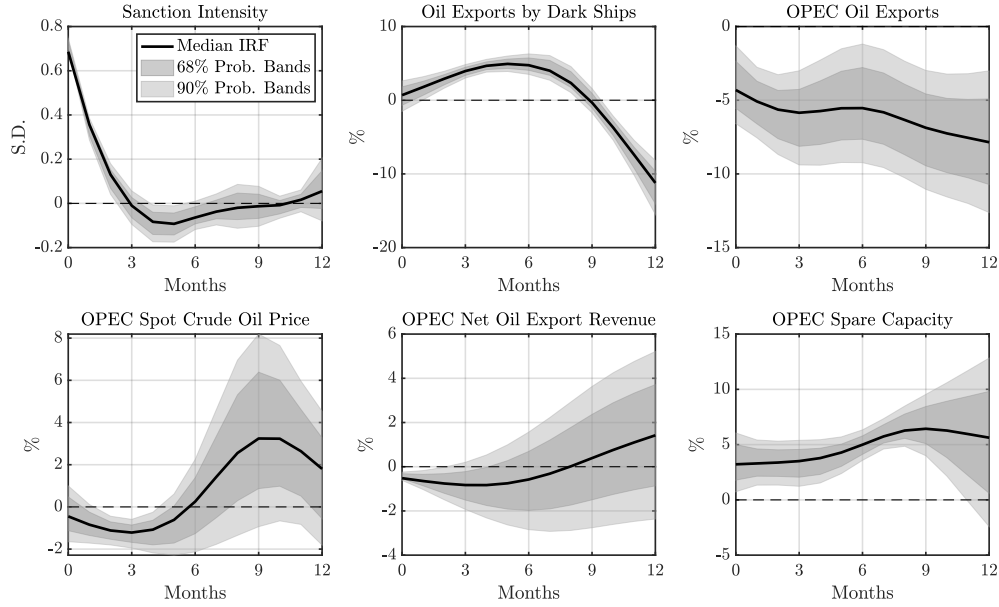 Sanction Intensity
0.8
0.6
0.4
0.2
0
-0.2
S.D.
Median IRF
68% Prob. Bands
90% Prob. Bands
0 3 6 9 12
Months
Oil Exports by Dark Ships
10
0
-10
-20
%
0 3 6 9 12
Months
OPEC Oil Exports
0
-5
-10
-15
%
0 3 6 9 12
Months
OPEC Spot Crude Oil Price
8
6
4
2
0
-2
%
0 3 6 9 12
Months
OPEC Net Oil Export Revenue
6
4
2
0
-2
-4
%
0 3 6 9 12
Months
OPEC Spare Capacity
15
10
5
0
-5
%
0 3 6 9 12
Months